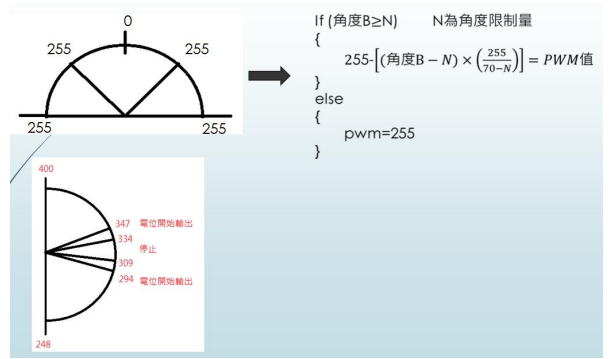 0
255 255
255 255
If (角度B≥N) N為角度限制量
{
255-[(角度B − N) × (255/70−N)] = PWM值
}
else
{
pwm=255
}
400
347 電位開始輸出
334
停止
309
294 電位開始輸出
248